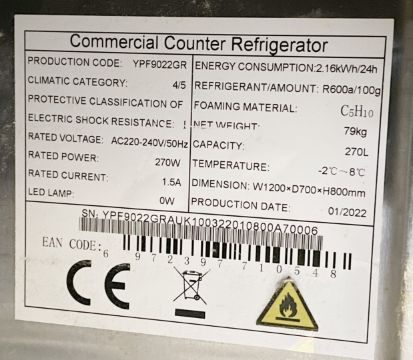 Commercial Counter Refrigerator
PRODUCTION CODE: YPF9022GR
CLIMATIC CATEGORY: 4/5
PROTECTIVE CLASSIFICATION OF
ELECTRIC SHOCK RESISTANCE: I
RATED VOLTAGE: AC220-240V/50Hz
RATED POWER: 270W
RATED CURRENT: 1.5A
LED LAMP: 0W
ENERGY CONSUMPTION:2.16kWh/24h
REFRIGERANT/AMOUNT: R600a/100g
FOAMING MATERIAL: C5H10
NET WEIGHT: 79kg
CAPACITY: 270L
TEMPERATURE: -2℃~8℃
DIMENSION: W1200×D700×H800mm
PRODUCTION DATE: 01/2022
SN: YPF9022GRAUK100322010800A70006
EAN CODE: 6 972397 710548
CE